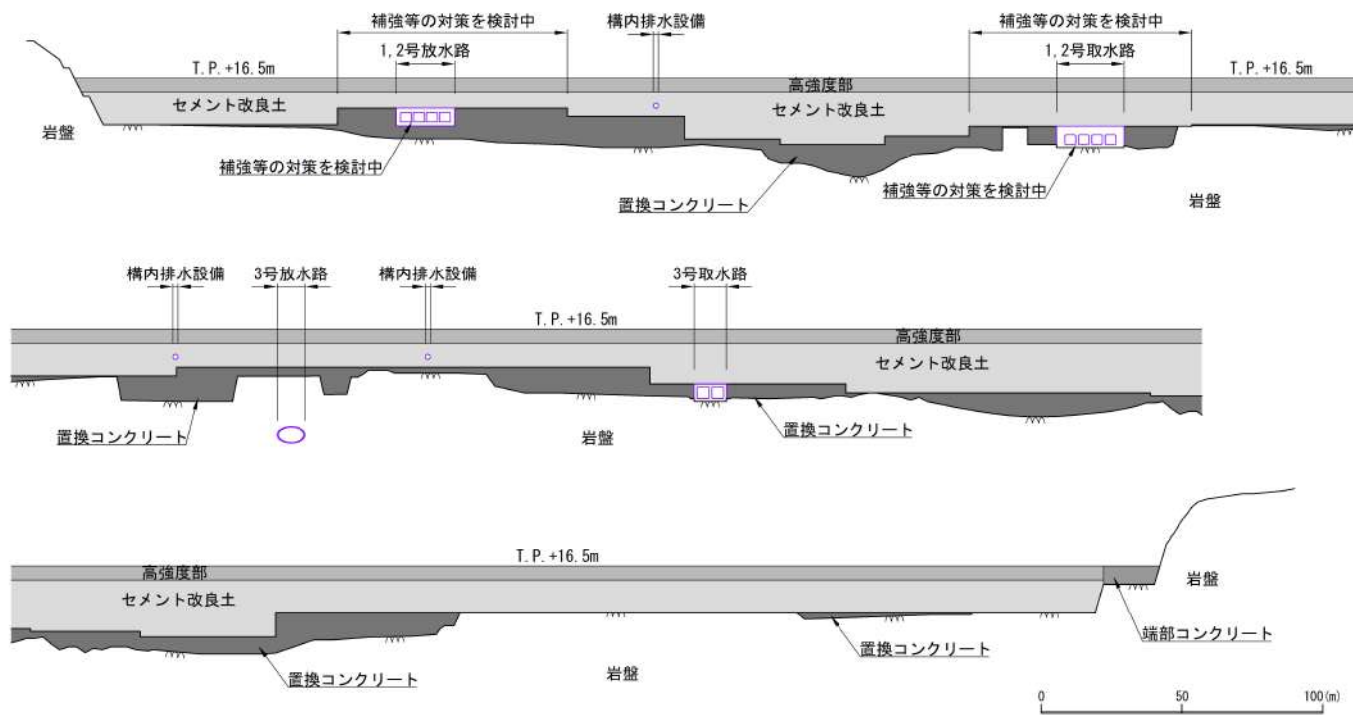 補強等の対策を検討中
構内排水設備
補強等の対策を検討中
1,2号放水路
1,2号取水路
T.P.+16.5m
T.P.+16.5m
高強度部
セメント改良土
セメント改良土
岩盤
補強等の対策を検討中
補強等の対策を検討中
置換コンクリート
岩盤
構内排水設備
3号放水路
構内排水設備
3号取水路
T.P.+16.5m
高強度部
セメント改良土
置換コンクリート
岩盤
置換コンクリート
T.P.+16.5m
高強度部
岩盤
セメント改良土
端部コンクリート
置換コンクリート
岩盤
置換コンクリート
0 50 100(m)